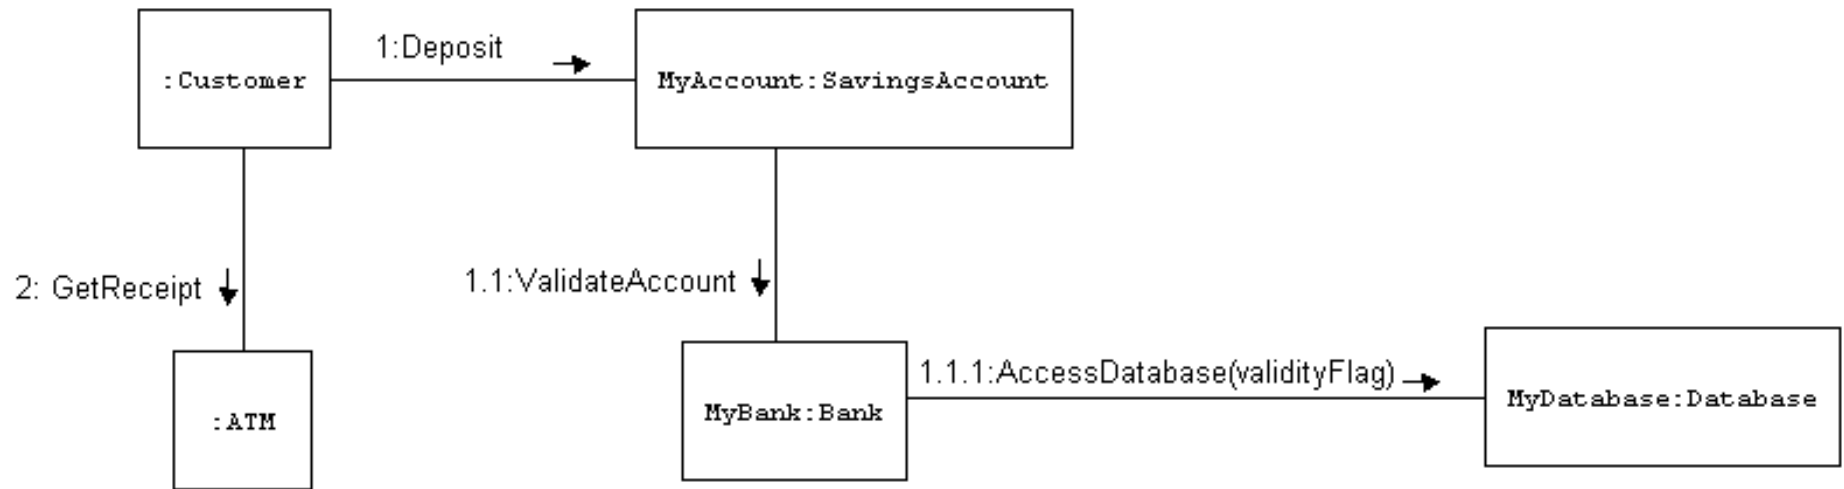 1:Deposit
:Customer
MyAccount:SavingsAccount
2: GetReceipt
1.1:ValidateAccount
:ATM
MyBank:Bank
1.1.1:AccessDatabase(validityFlag)
MyDatabase:Database